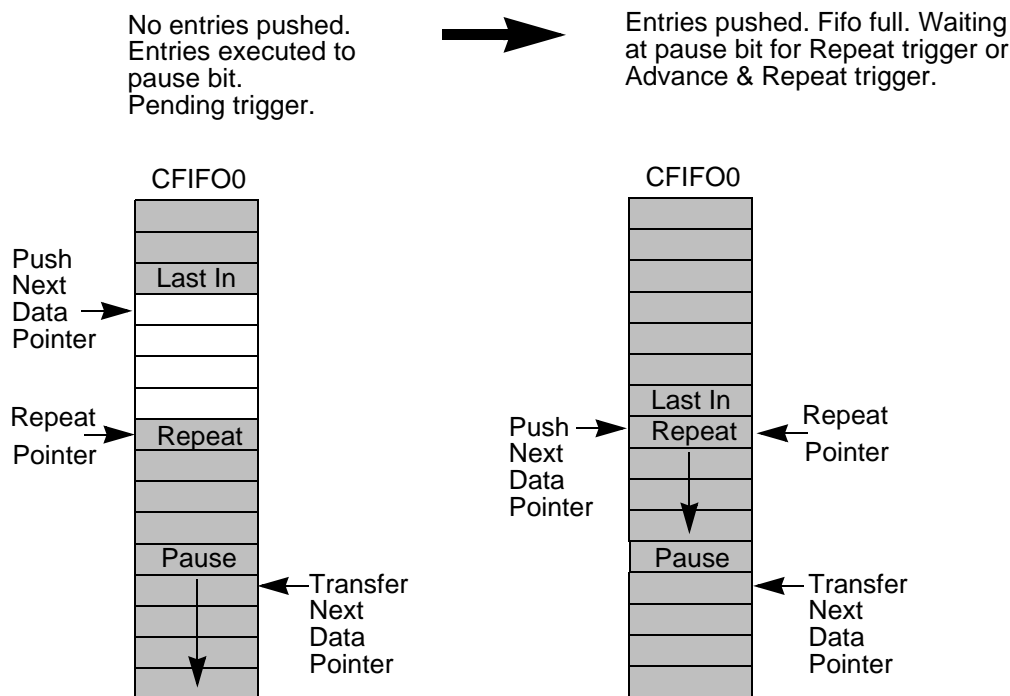 No entries pushed.
Entries executed to
pause bit.
Pending trigger.
Entries pushed. Fifo full. Waiting
at pause bit for Repeat trigger or
Advance & Repeat trigger.
CFIFO0
Push
Next
Data
Pointer
Last In
Repeat
Pointer
Repeat
Pause
Transfer
Next
Data
Pointer
CFIFO0
Last In
Push
Next
Data
Pointer
Repeat
Repeat
Pointer
Pause
Transfer
Next
Data
Pointer